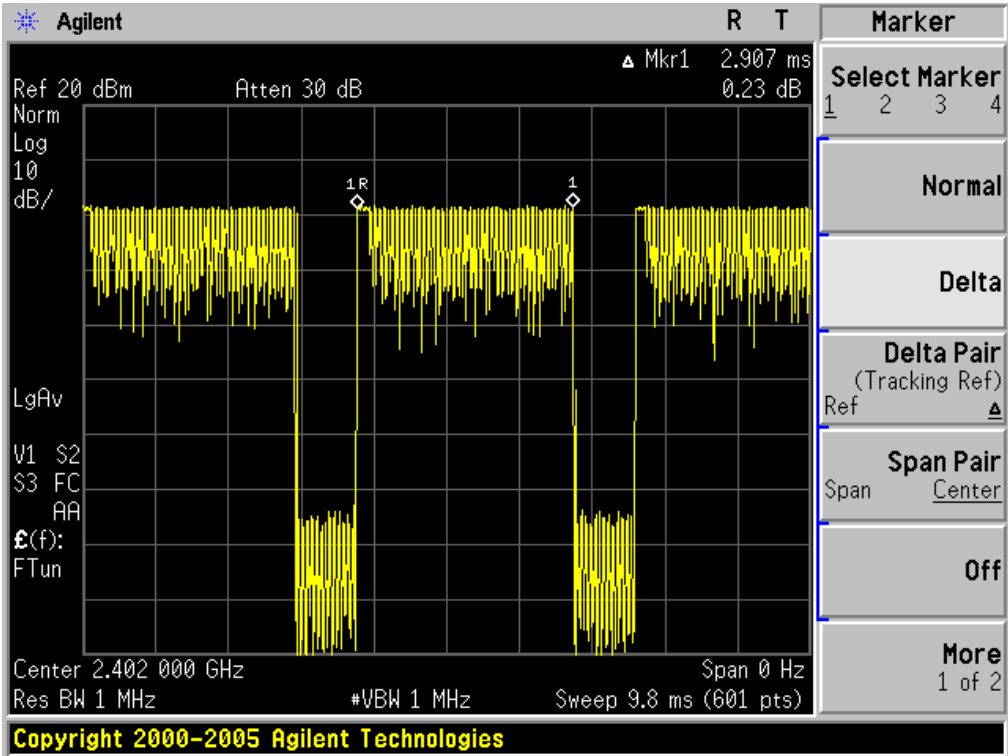 Agilent R T
Δ Mkr1 2.907 ms
Ref 20 dBm Atten 30 dB 0.23 dB
Norm
Log
10
dB/
1R
1
LgAv
V1 S2
S3 FC
AA
£(f):
FTun
Center 2.402 000 GHz Span 0 Hz
Res BW 1 MHz #VBW 1 MHz Sweep 9.8 ms (601 pts)
Copyright 2000-2005 Agilent Technologies
Marker
Select Marker
1 2 3 4
Normal
Delta
Delta Pair
(Tracking Ref)
Ref Δ
Span Pair
Span Center
Off
More
1 of 2